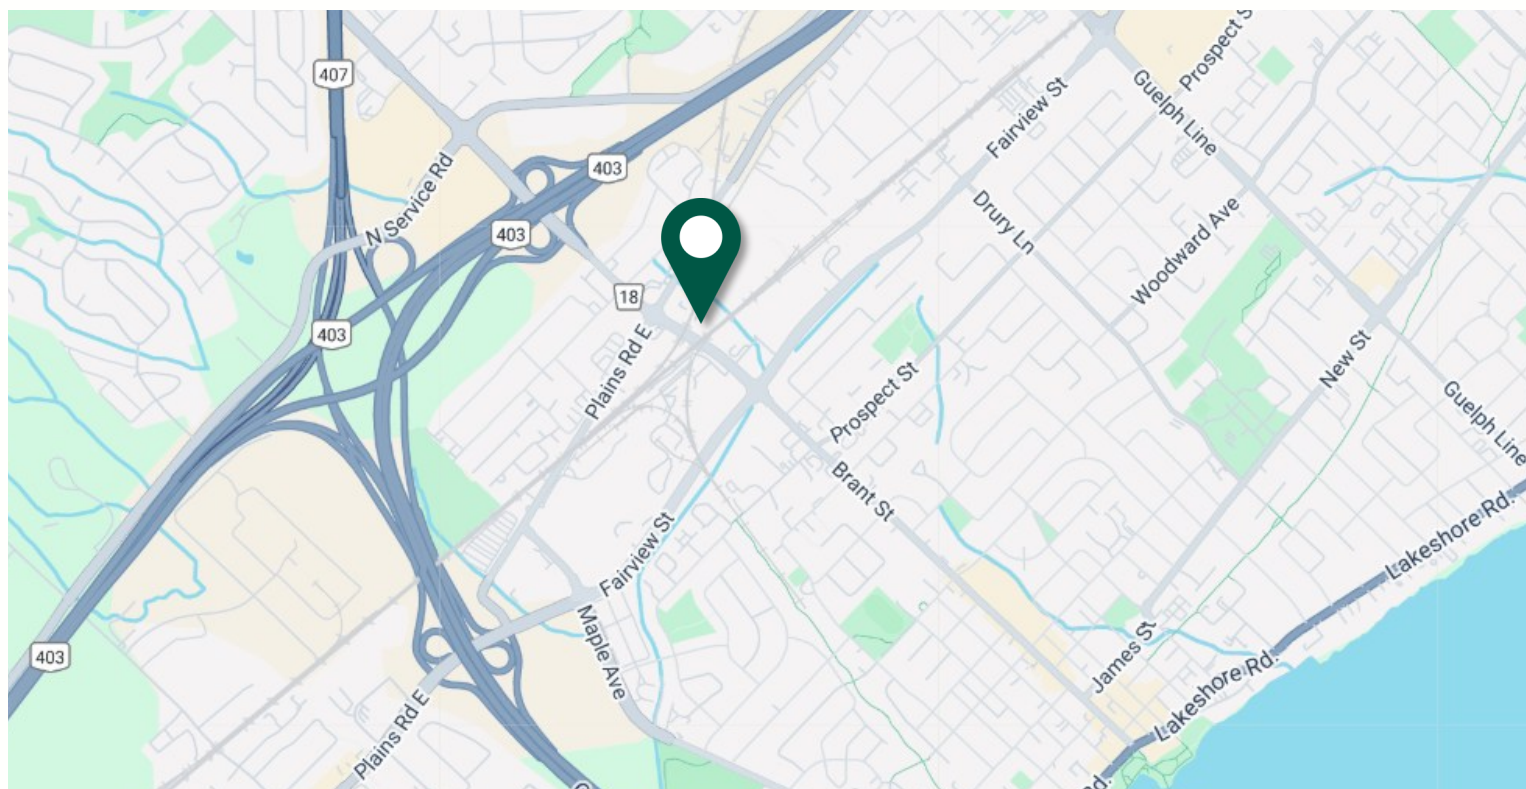 407
Prospect S
Guelph Line
Fairview St
403
N Service Rd
403
Drury Ln
Woodward Ave
18
403
Plains Rd E
New St
Prospect St
Guelph Line
Brant St
Lakeshore Rd.
Fairview St
Maple Ave
403
James St
Lakeshore Rd.
Plains Rd E
Rd.